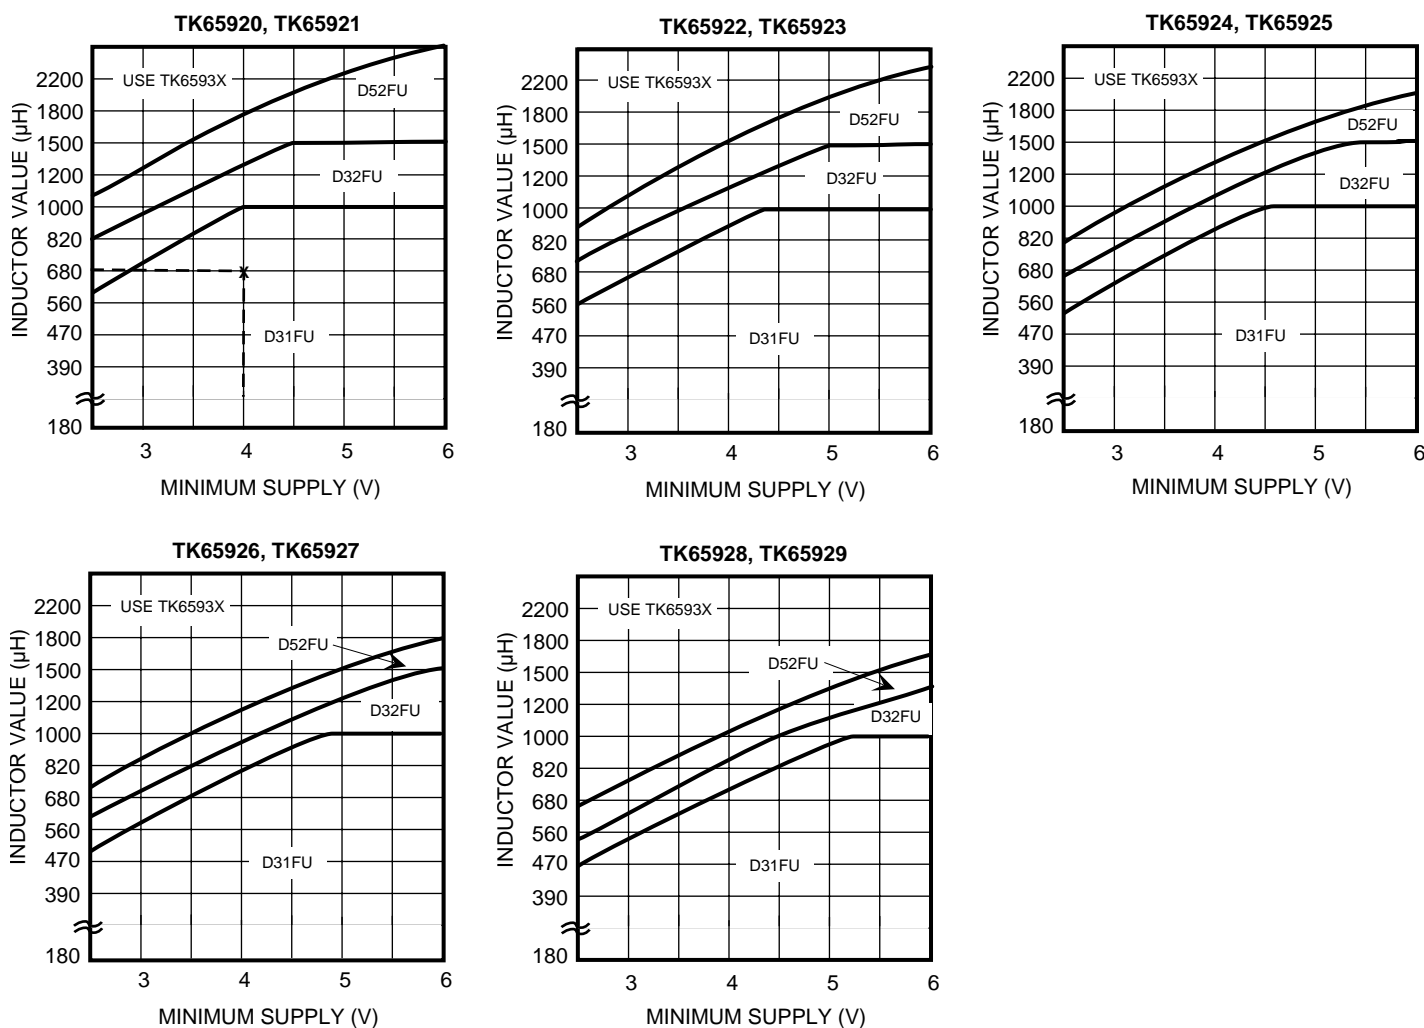 TK65920, TK65921
INDUCTOR VALUE (µH)
2200
1800
1500
1200
1000
820
680
560
470
390
180
USE TK6593X
D52FU
D32FU
x
D31FU
3 4 5 6
MINIMUM SUPPLY (V)
TK65922, TK65923
INDUCTOR VALUE (µH)
2200
1800
1500
1200
1000
820
680
560
470
390
180
USE TK6593X
D52FU
D32FU
D31FU
3 4 5 6
MINIMUM SUPPLY (V)
TK65924, TK65925
INDUCTOR VALUE (µH)
2200
1800
1500
1200
1000
820
680
560
470
390
180
USE TK6593X
D52FU
D32FU
D31FU
3 4 5 6
MINIMUM SUPPLY (V)
TK65926, TK65927
INDUCTOR VALUE (µH)
2200
1800
1500
1200
1000
820
680
560
470
390
180
USE TK6593X
D52FU
D32FU
D31FU
3 4 5 6
MINIMUM SUPPLY (V)
TK65928, TK65929
INDUCTOR VALUE (µH)
2200
1800
1500
1200
1000
820
680
560
470
390
180
USE TK6593X
D52FU
D32FU
D31FU
3 4 5 6
MINIMUM SUPPLY (V)